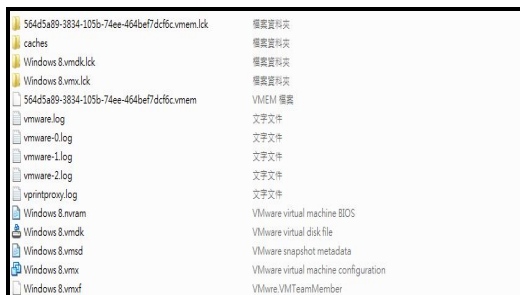 564d5a89-3834-105b-74ee-464bef7dcf6c.vmem.lck 檔案資料夾
caches 檔案資料夾
Windows 8.vmdk.lck 檔案資料夾
Windows 8.vmx.lck 檔案資料夾
564d5a89-3834-105b-74ee-464bef7dcf6c.vmem VMEM 檔案
vmware.log 文字文件
vmware-0.log 文字文件
vmware-1.log 文字文件
vmware-2.log 文字文件
vprintproxy.log 文字文件
Windows 8.nvram VMware virtual machine BIOS
Windows 8.vmdk VMware virtual disk file
Windows 8.vmsd VMware snapshot metadata
Windows 8.vmx VMware virtual machine configuration
Windows 8.vmxf VMwre.VMTeamMember